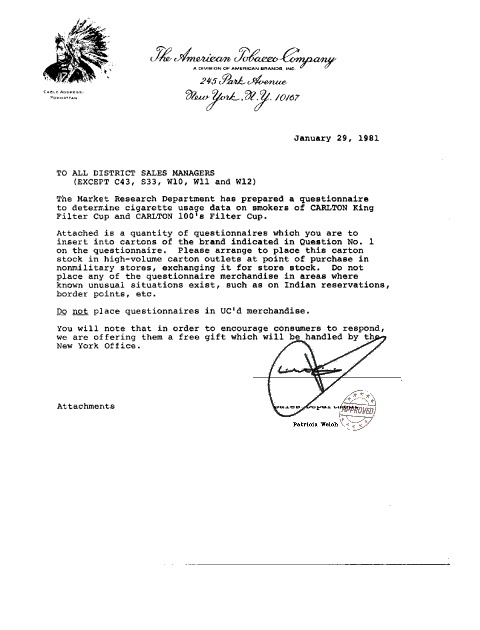 The American Tobacco Company
A DIVISION OF AMERICAN BRANDS, INC.
245 Park Avenue
New York, N.Y. 10167
CABLE ADDRESS:
POWHATTAN
January 29, 1981
TO ALL DISTRICT SALES MANAGERS
(EXCEPT C43, S33, W10, W11 and W12)
The Market Research Department has prepared a questionnaire
to determine cigarette usage data on smokers of CARLTON King
Filter Cup and CARLTON 100's Filter Cup.
Attached is a quantity of questionnaires which you are to
insert into cartons of the brand indicated in Question No. 1
on the questionnaire. Please arrange to place this carton
stock in high-volume carton outlets at point of purchase in
nonmilitary stores, exchanging it for store stock. Do not
place any of the questionnaire merchandise in areas where
known unusual situations exist, such as on Indian reservations,
border points, etc.
Do not place questionnaires in UC'd merchandise.
You will note that in order to encourage consumers to respond,
we are offering them a free gift which will be handled by the
New York Office.
Attachments
Sales Department
APPROVED
Patricia Welch